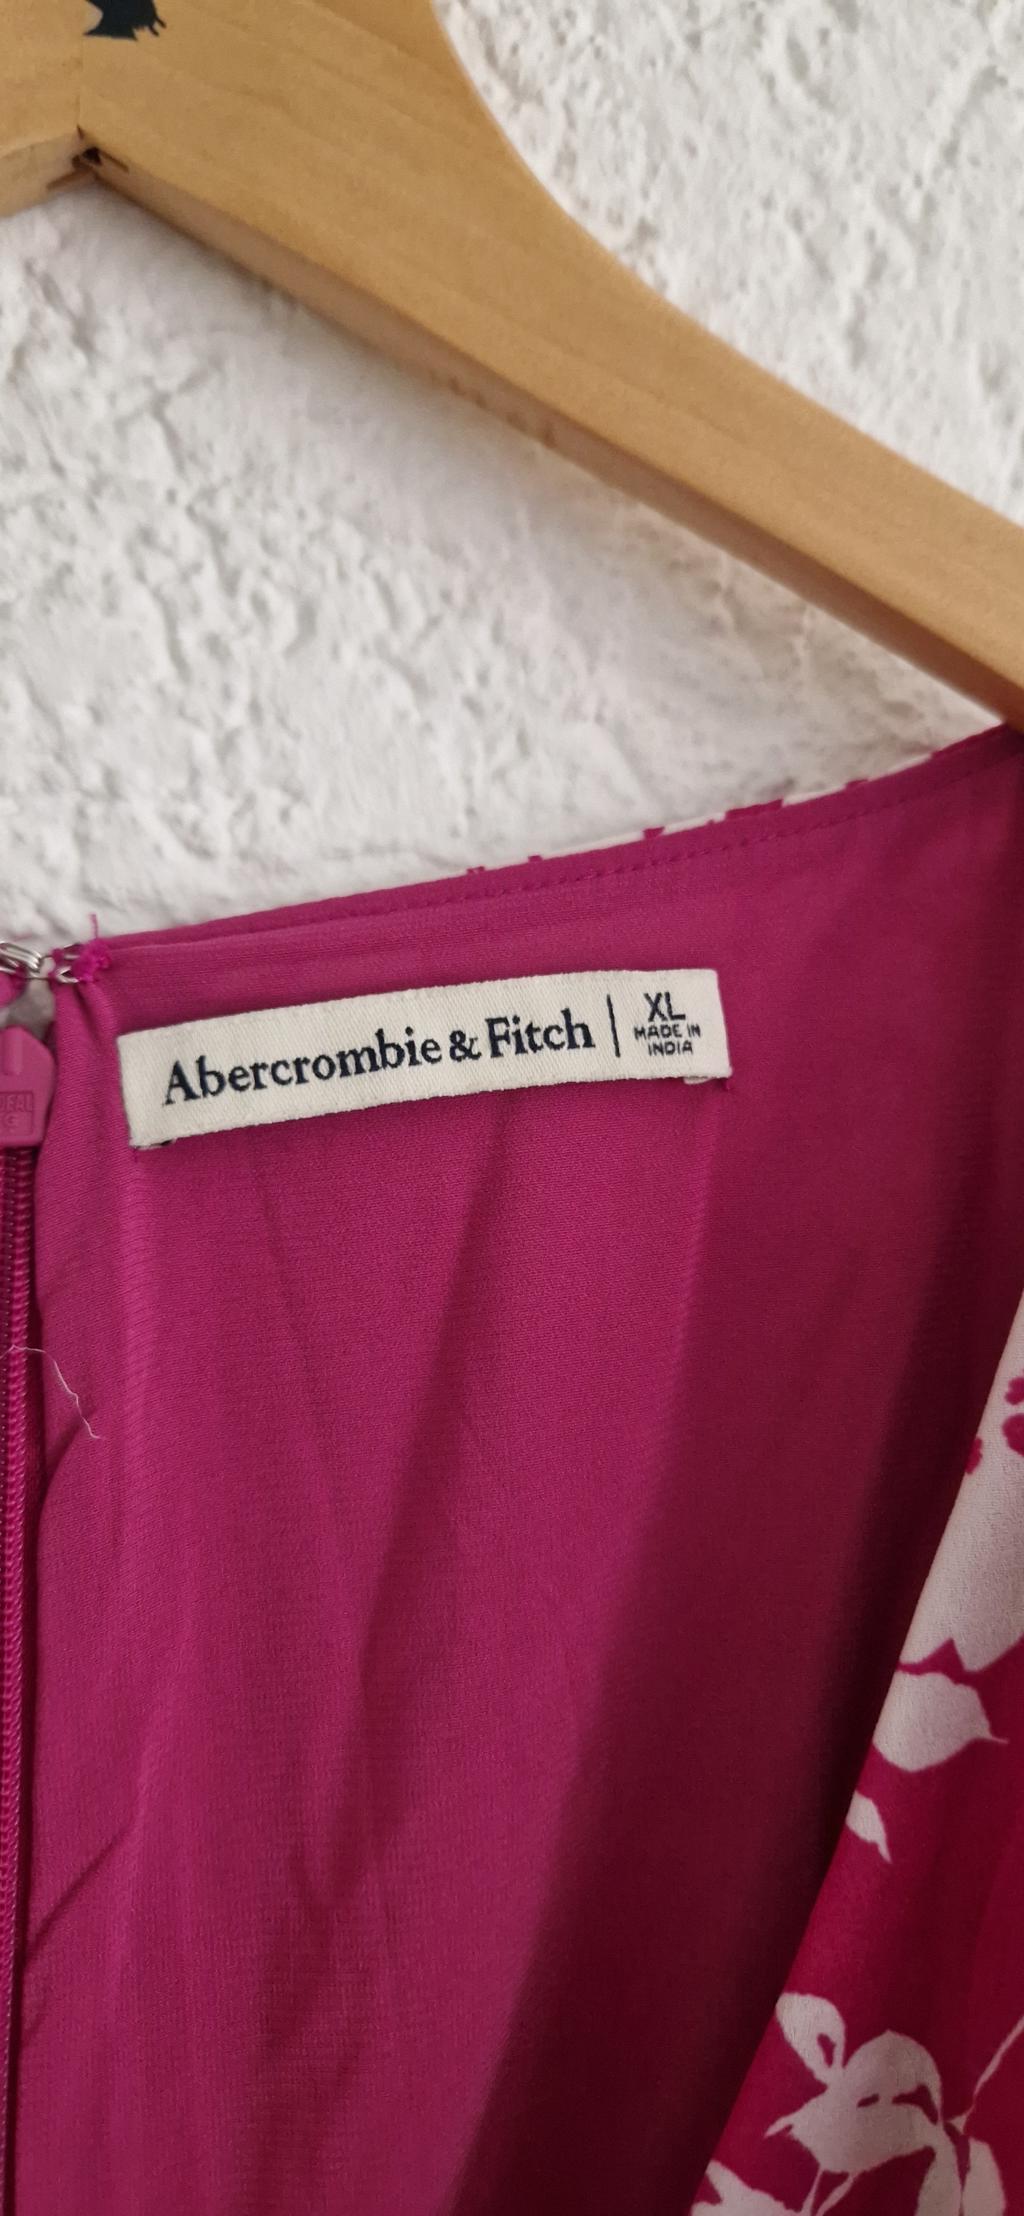 Abercrombie & Fitch | XL
MADE IN
INDIA